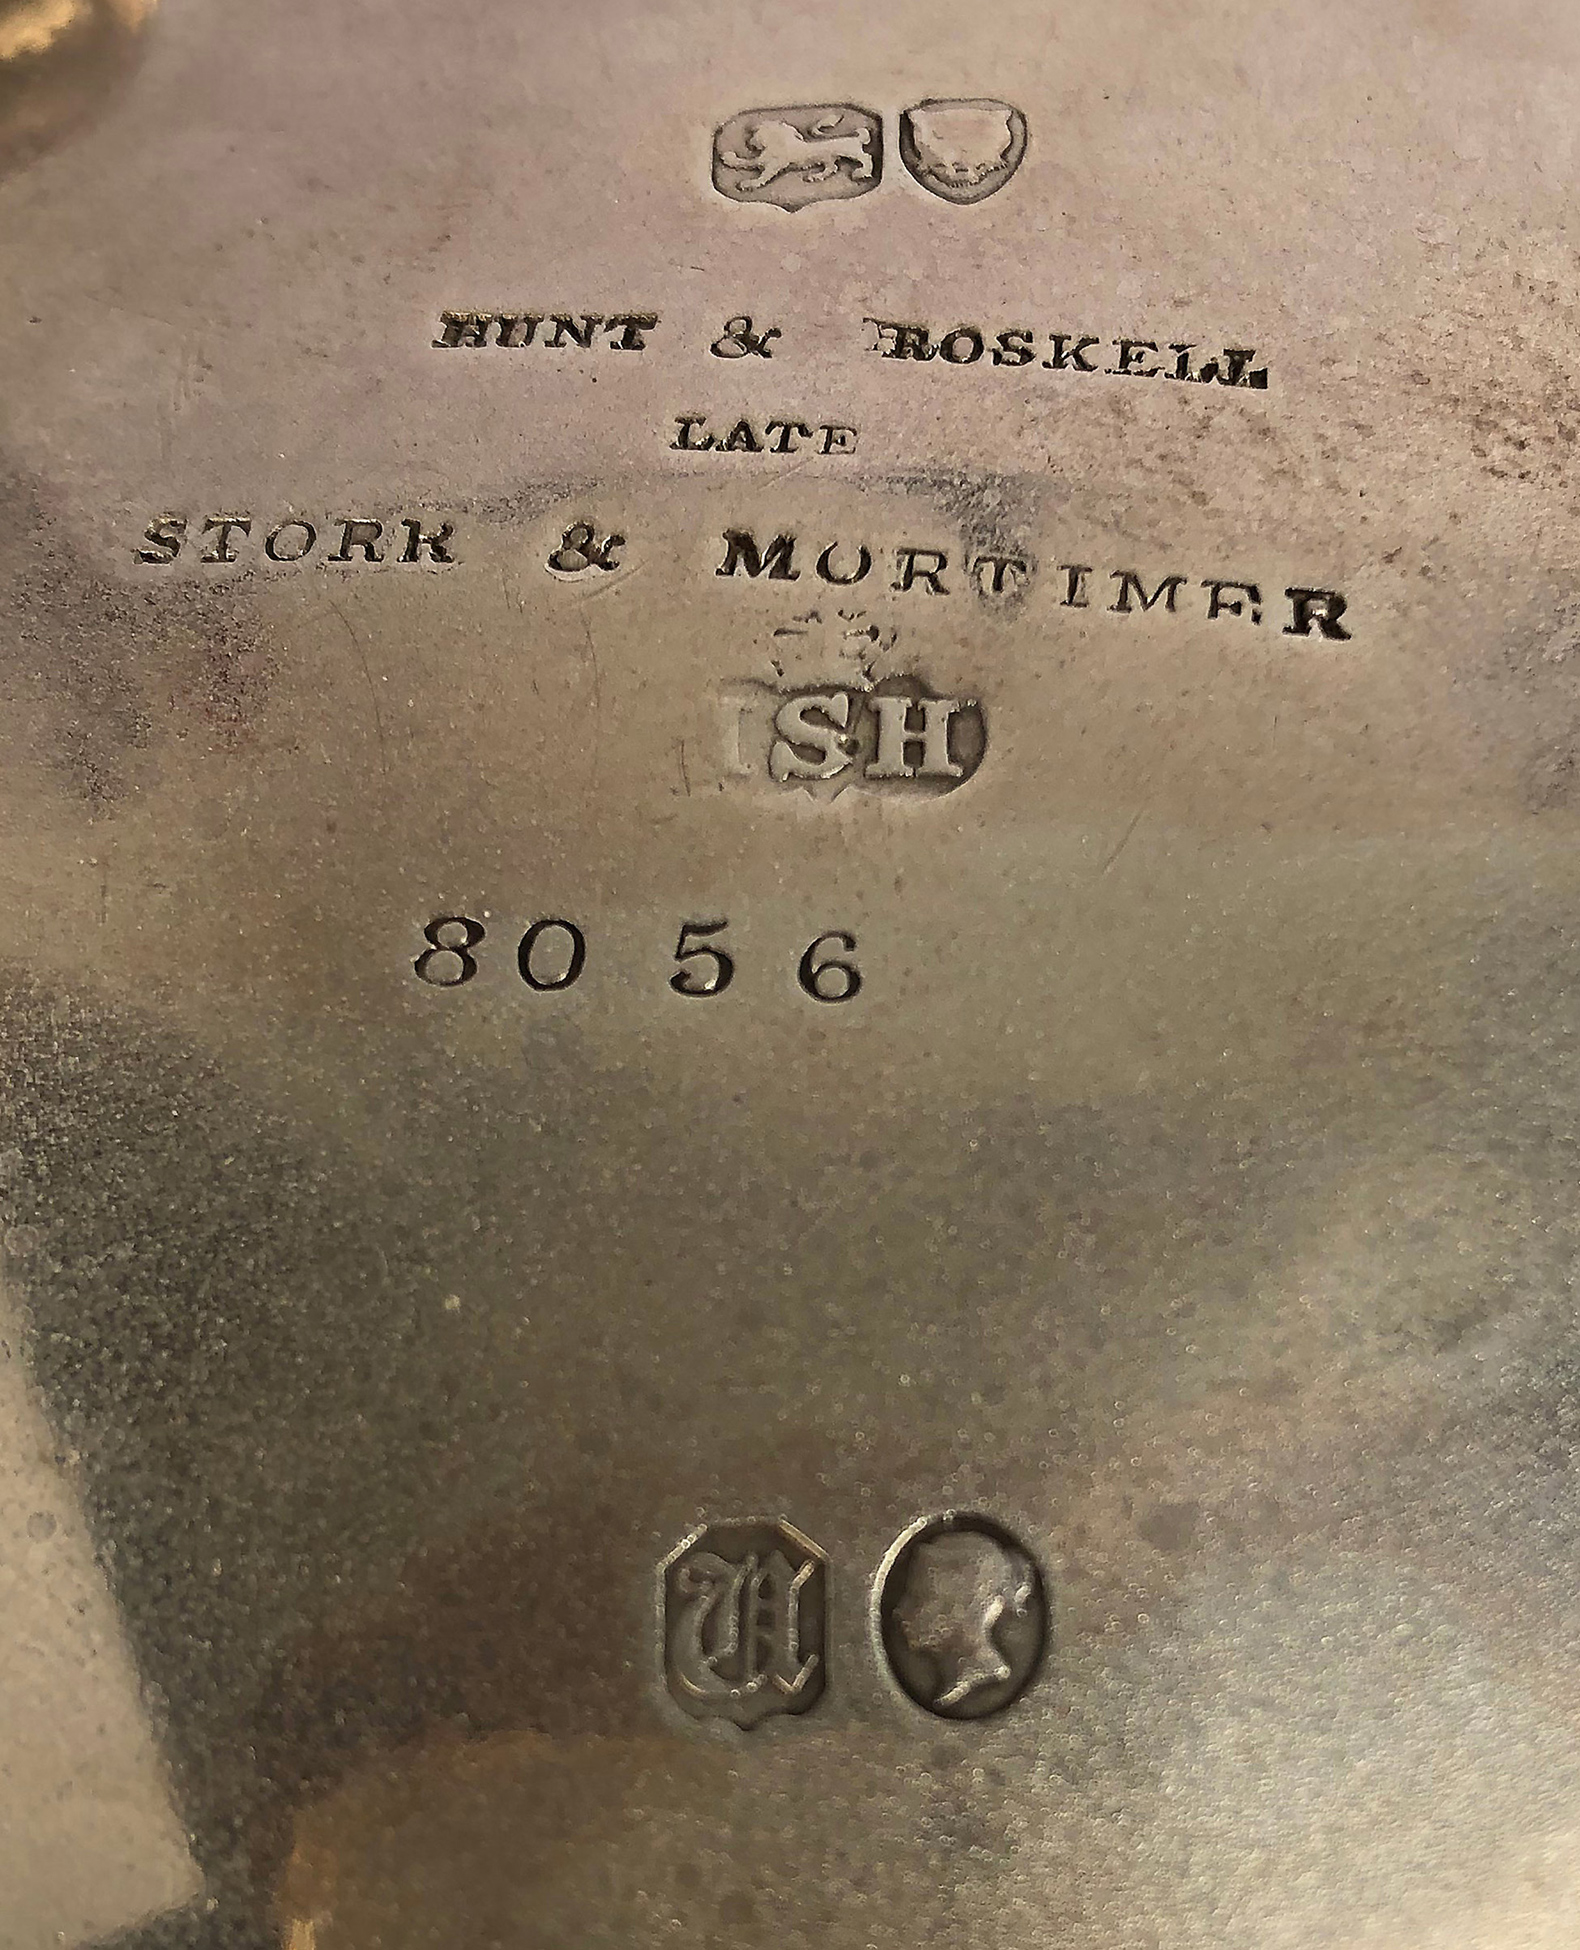 HUNT & ROSKELL
LATE
STORR & MORTIMER
ISH
8056
U